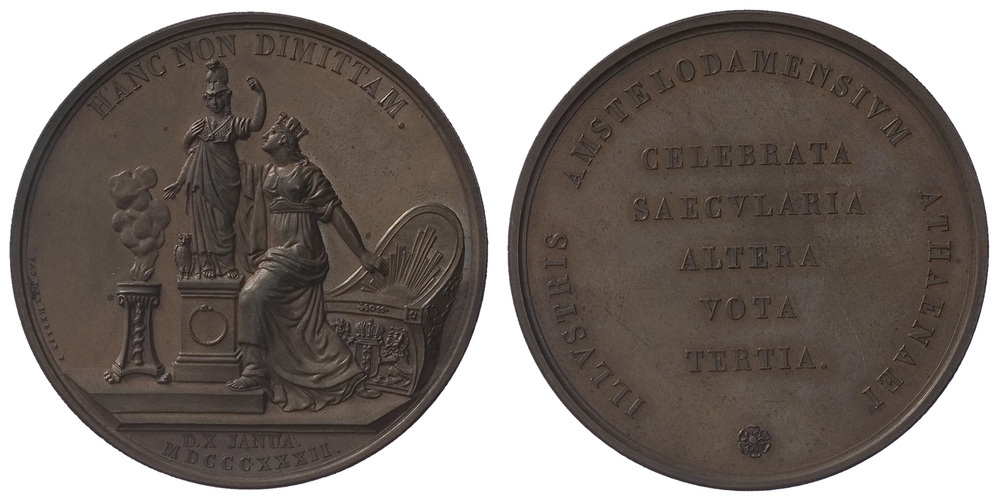 HANC NON DIMITTAM.
D.X JANUA.
MDCCCXXXII.
ILLVSTRIS AMSTELODAMENSIVM ATHAENAEI
CELEBRATA
SAECVLARIA
ALTERA
VOTA
TERTIA.